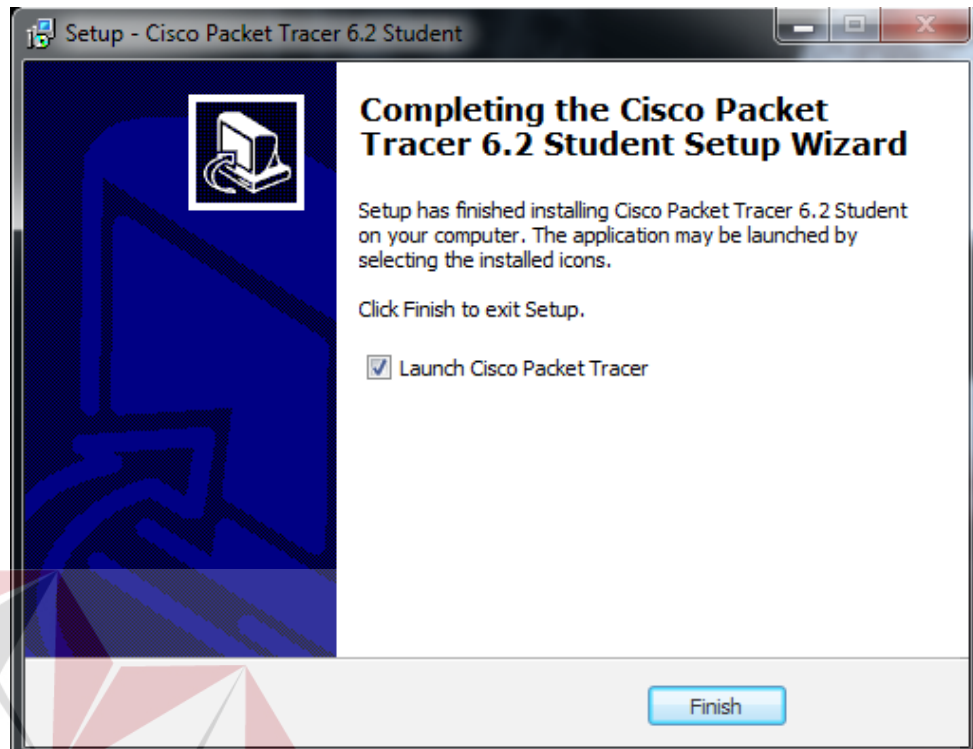 Setup - Cisco Packet Tracer 6.2 Student
Completing the Cisco Packet
Tracer 6.2 Student Setup Wizard
Setup has finished installing Cisco Packet Tracer 6.2 Student
on your computer. The application may be launched by
selecting the installed icons.
Click Finish to exit Setup.
Launch Cisco Packet Tracer
Finish